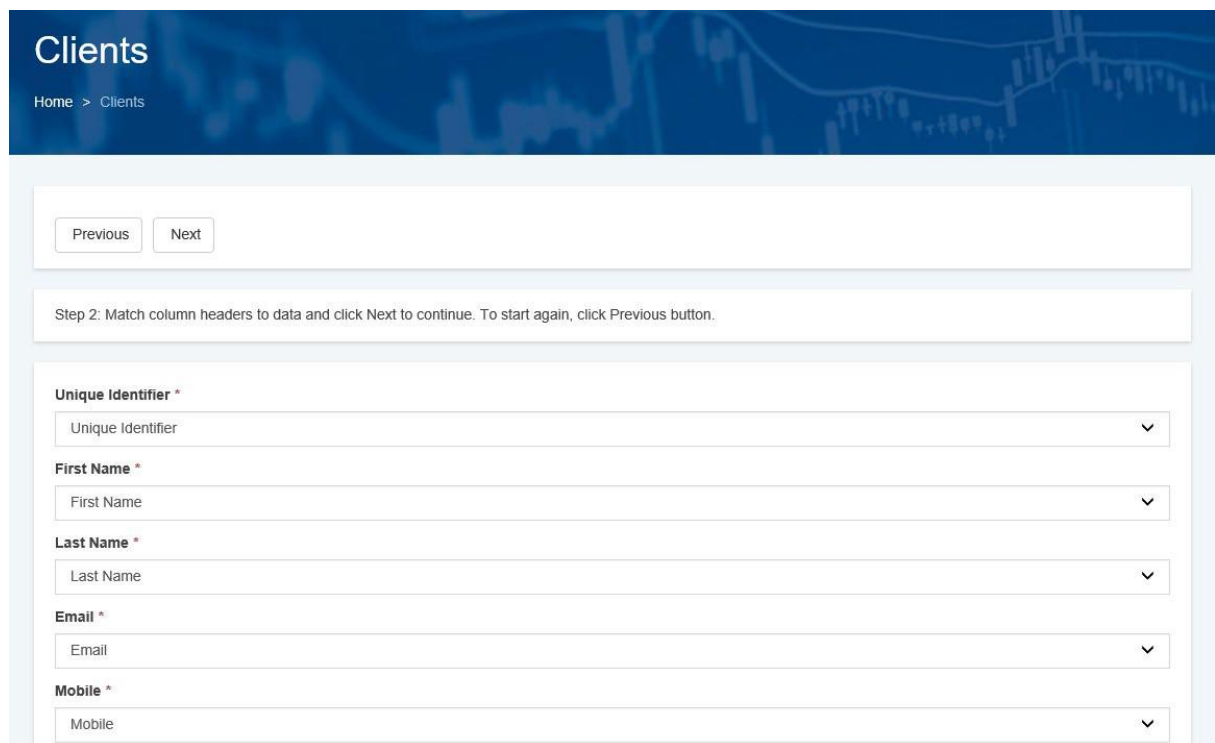 Clients
Home > Clients
Previous Next
Step 2: Match column headers to data and click Next to continue. To start again, click Previous button.
Unique Identifier *
Unique Identifier
First Name *
First Name
Last Name *
Last Name
Email *
Email
Mobile *
Mobile